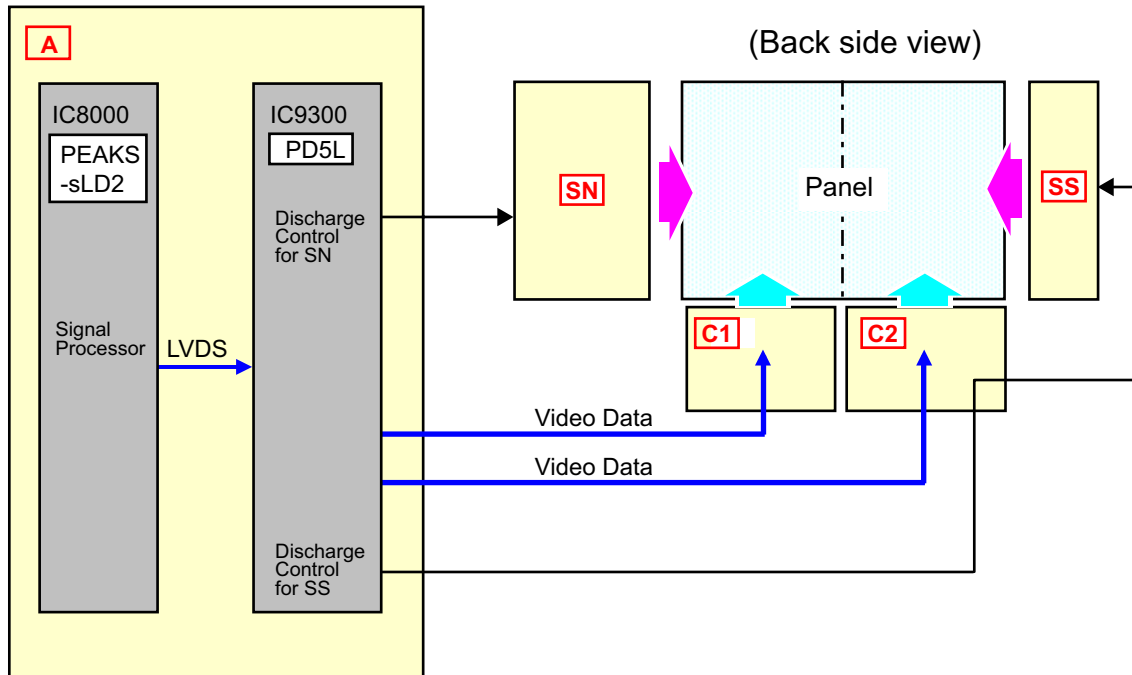 A
IC8000
PEAKS
-sLD2
Signal
Processor
LVDS
IC9300
PD5L
Discharge
Control
for SN
Discharge
Control
for SS
(Back side view)
SN
Panel
SS
C1
C2
Video Data
Video Data